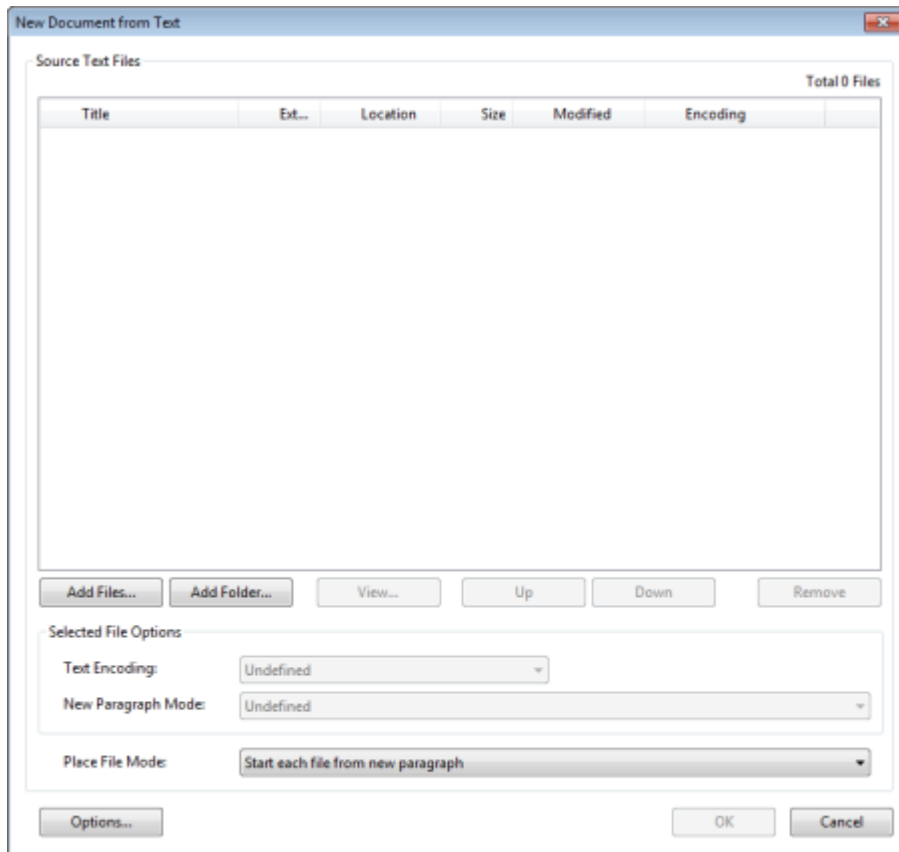 New Document from Text
Source Text Files
Total 0 Files
Title Ext... Location Size Modified Encoding
Add Files... Add Folder... View... Up Down Remove
Selected File Options
Text Encoding: Undefined
New Paragraph Mode: Undefined
Place File Mode: Start each file from new paragraph
Options... OK Cancel